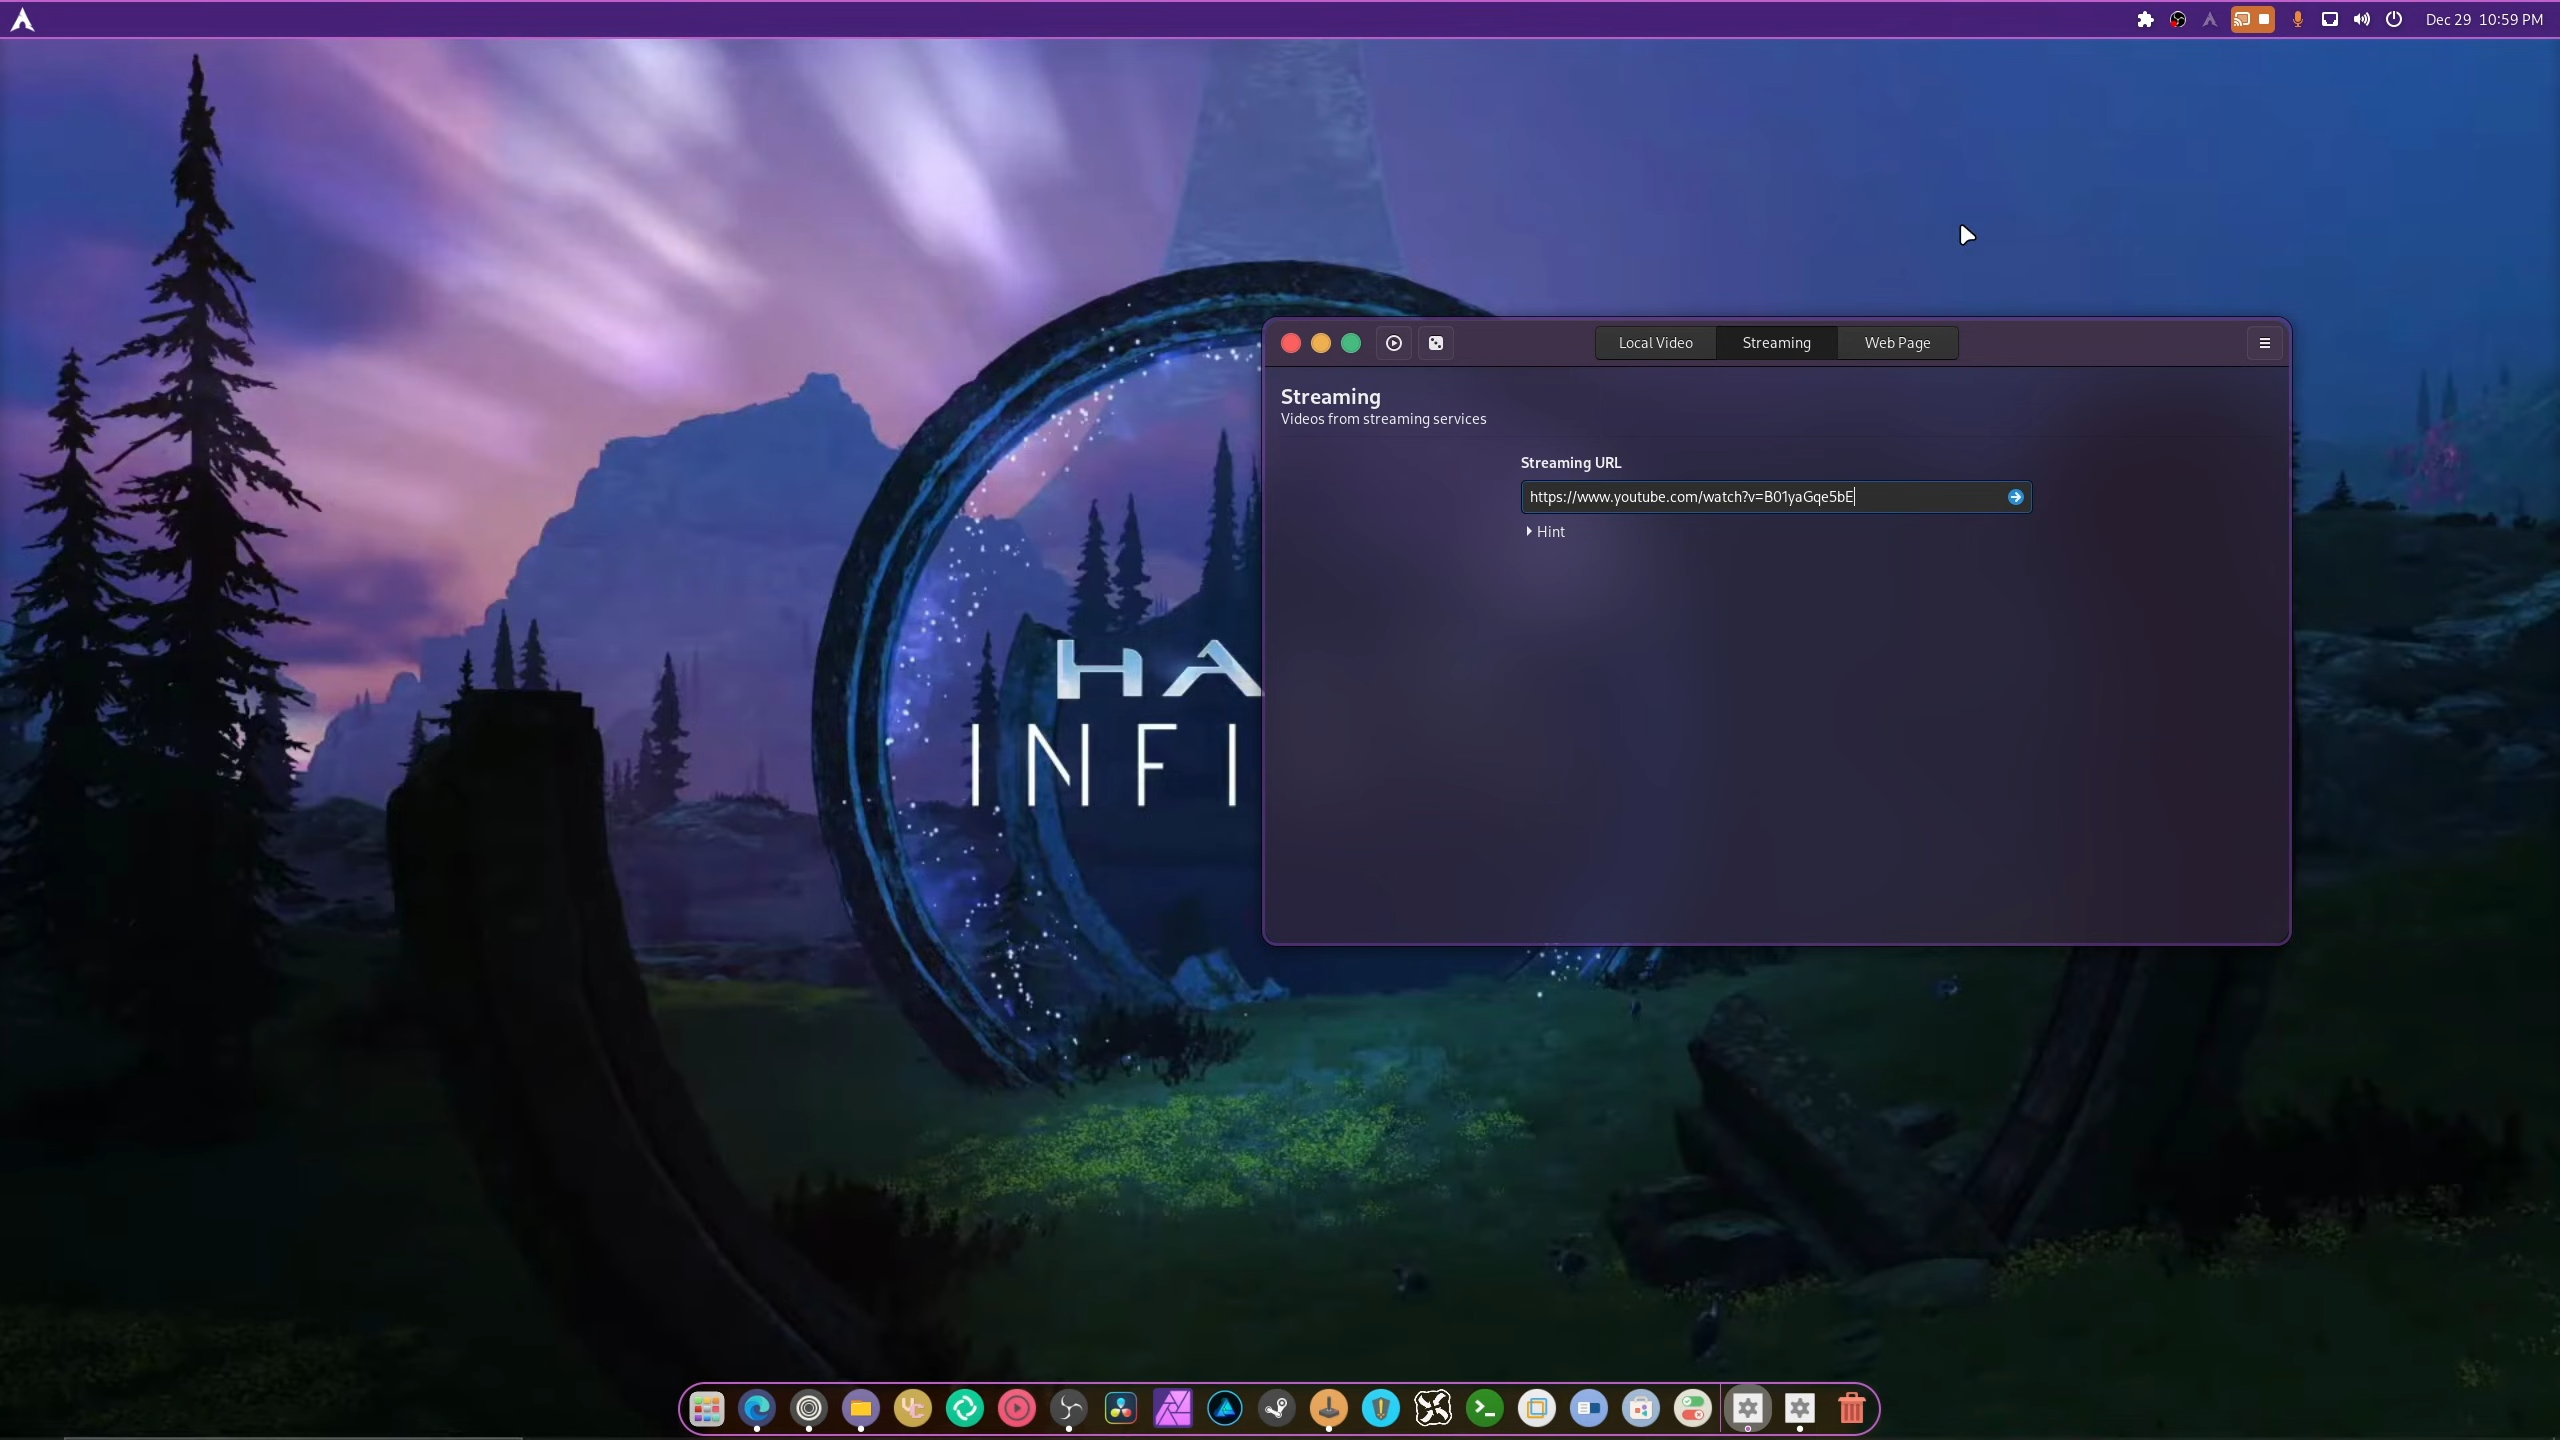 Dec 29 10:59 PM
Local Video
Streaming
Web Page
Streaming
Videos from streaming services
Streaming URL
https://www.youtube.com/watch?v=B01yaGqe5bE
Hint
HA
INFI